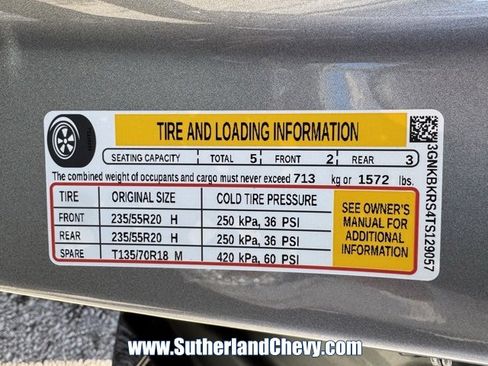 TIRE AND LOADING INFORMATION
SEATING CAPACITY | TOTAL 5 | FRONT 2 | REAR 3
The combined weight of occupants and cargo must never exceed 713 kg or 1572 lbs.
TIRE ORIGINAL SIZE COLD TIRE PRESSURE
FRONT 235/55R20 H 250 kPa, 36 PSI
REAR 235/55R20 H 250 kPa, 36 PSI
SPARE T135/70R18 M 420 kPa, 60 PSI
SEE OWNER'S
MANUAL FOR
ADDITIONAL
INFORMATION
3GNKBKRS4TS129057
www.SutherlandChevy.com